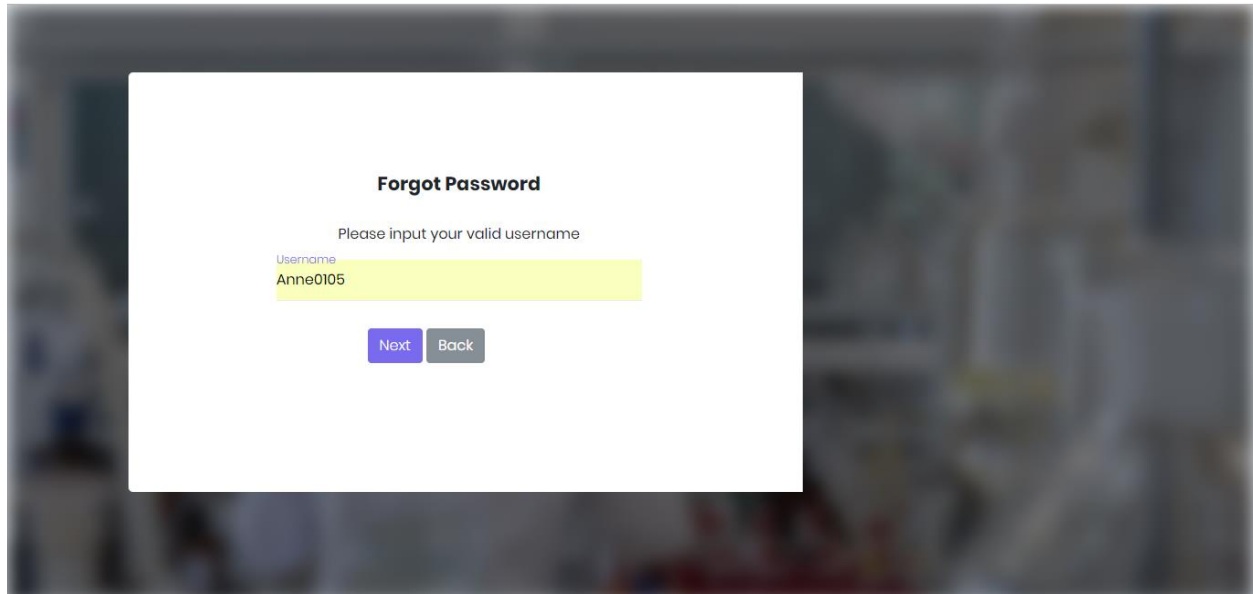 Forgot Password
Please input your valid username
Username
Anne0105
Next Back